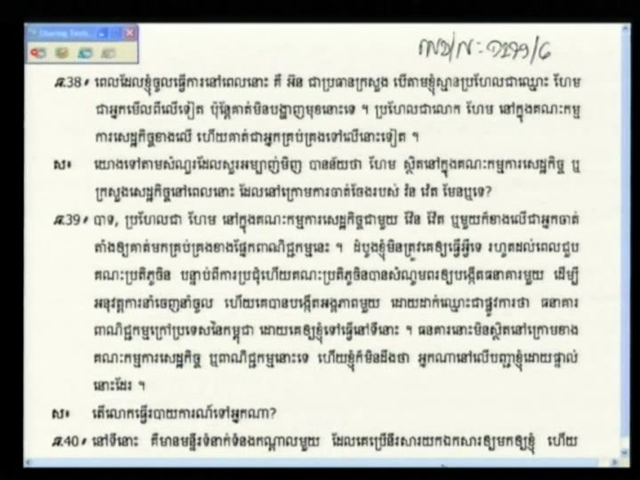 ឆ.38៖ ពេលដែលខ្ញុំចូលធ្វើការនៅពេលនោះ គឺ អ៊ន ជាប្រធានក្រសួង បើតាមខ្ញុំស្មានប្រហែលជាឈ្មោះ ហែម
ជាអ្នកមើលពីលើទៀត ប៉ុន្តែគាត់មិនបង្ហាញមុខនោះទេ ។ ប្រហែលជាលោក ហែម នៅក្នុងគណៈកម្ម
ការសេដ្ឋកិច្ចខាងលើ ហើយគាត់ជាអ្នកគ្រប់គ្រងទៅលើនោះទៀត ។
ស៖ យោងទៅតាមសំណួរដែលសួរអម្បាញ់មិញ បានន័យថា ហែម ស្ថិតនៅក្នុងគណៈកម្មការសេដ្ឋកិច្ច ឬ
ក្រសួងសេដ្ឋកិច្ចនៅពេលនោះ ដែលនៅក្រោមការចាត់ចែងរបស់ វ៉ន វ៉េត មែនឬទេ?
ឆ.39៖ បាទ, ប្រហែលជា ហែម នៅក្នុងគណៈកម្មការសេដ្ឋកិច្ចជាមួយ វ៉ន វ៉េត ឬមួយក៏ខាងលើជាអ្នកចាត់
តាំងឲ្យគាត់មកគ្រប់គ្រងខាងផ្នែកពាណិជ្ជកម្មនេះ ។ ដំបូងខ្ញុំមិនត្រូវគេឲ្យធ្វើអ្វីទេ រហូតដល់ពេលជួប
គណៈប្រតិភូចិន បន្ទាប់ពីការប្រជុំហើយគណៈប្រតិភូចិនបានសំណូមពរឲ្យបង្កើតធនាគារមួយ ដើម្បី
អនុវត្តការនាំចេញនាំចូល ហើយគេបានបង្កើតអង្គភាពមួយ ដោយដាក់ឈ្មោះជាផ្លូវការថា ធនាគារ
ពាណិជ្ជកម្មក្រៅប្រទេសនៃកម្ពុជា ដោយគេឲ្យខ្ញុំទៅធ្វើនៅទីនោះ ។ ធនគារនោះមិនស្ថិតនៅក្រោមខាង
គណៈកម្មការសេដ្ឋកិច្ច ឬពាណិជ្ជកម្មនោះទេ ហើយខ្ញុំក៏មិនដឹងថា អ្នកណានៅលើបញ្ជាខ្ញុំដោយផ្ទាល់
នោះដែរ ។
ស៖ តើលោកធ្វើរបាយការណ៍ទៅអ្នកណា?
ឆ.40៖ នៅទីនោះ គឺមានមន្ទីរទំនាក់ទំនងកណ្តាលមួយ ដែលគេប្រើនីរសារយកឯកសារឲ្យមកឲ្យខ្ញុំ ហើយ